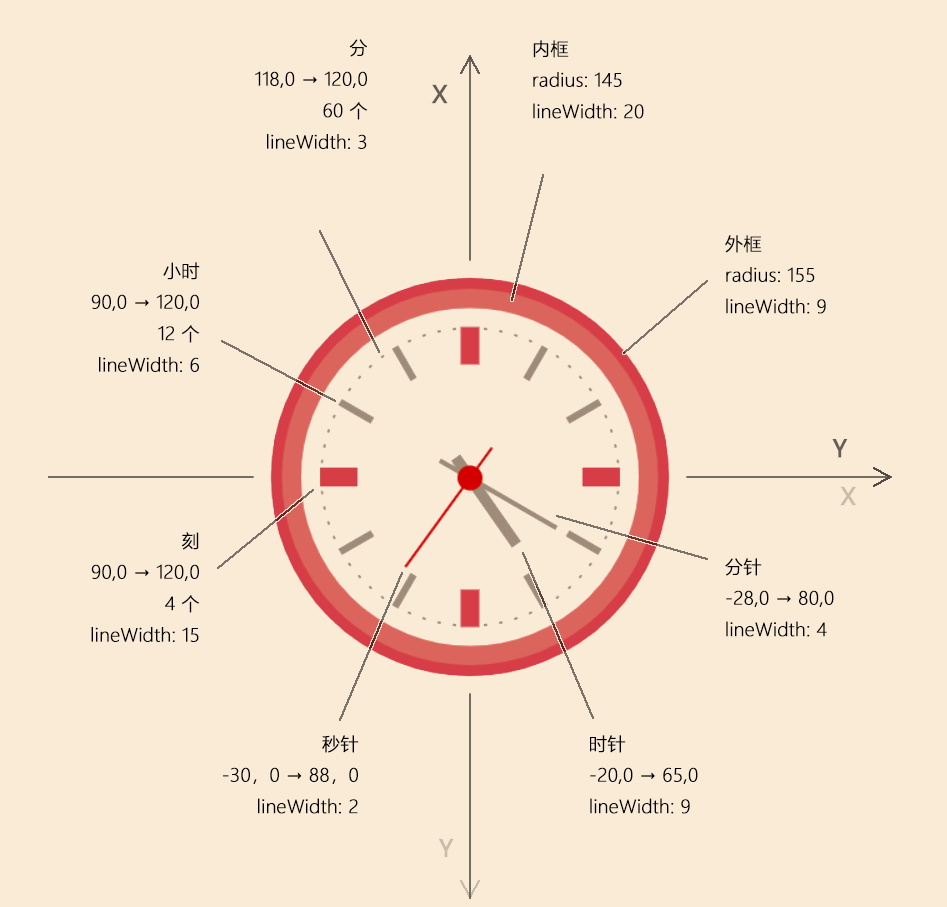 分
118,0 → 120,0
60 个
lineWidth: 3
X
内框
radius: 145
lineWidth: 20
外框
radius: 155
lineWidth: 9
小时
90,0 → 120,0
12 个
lineWidth: 6
Y
X
刻
90,0 → 120,0
4 个
lineWidth: 15
分针
-28,0 → 80,0
lineWidth: 4
秒针
-30，0 → 88，0
lineWidth: 2
时针
-20,0 → 65,0
lineWidth: 9
Y